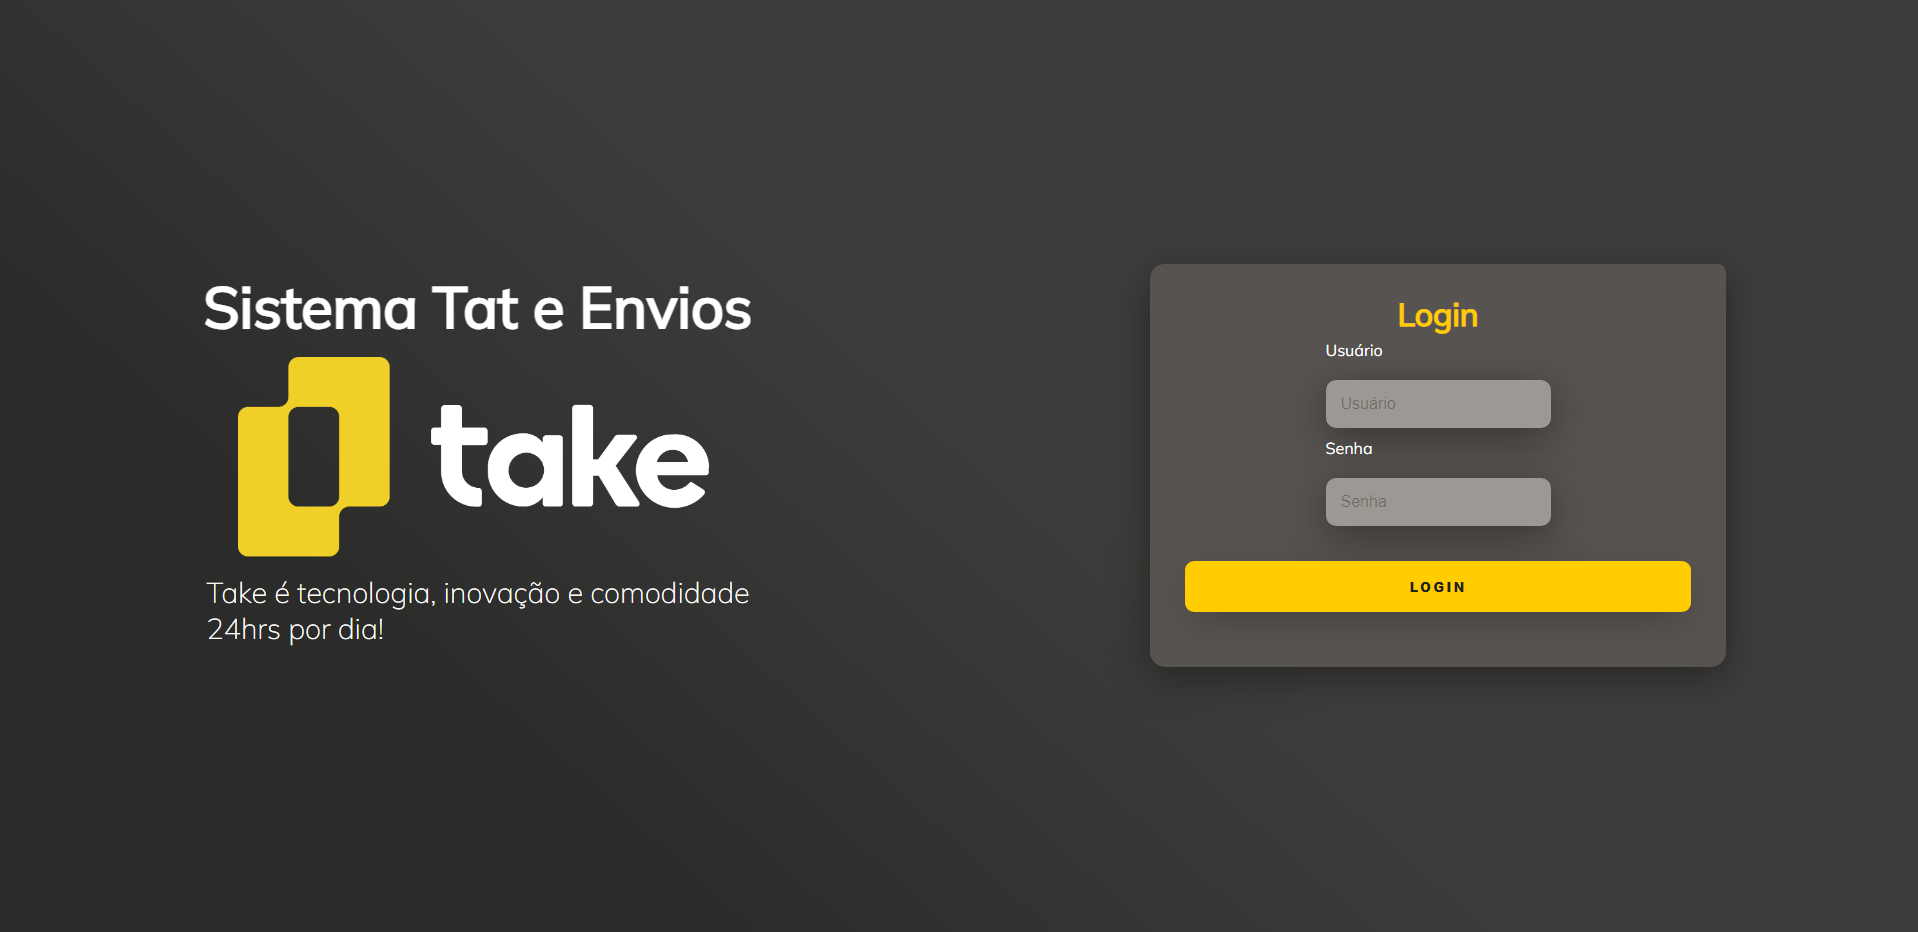 Sistema Tat e Envios
take
Take é tecnologia, inovação e comodidade
24hrs por dia!
Login
Usuário
Usuário
Senha
Senha
LOGIN